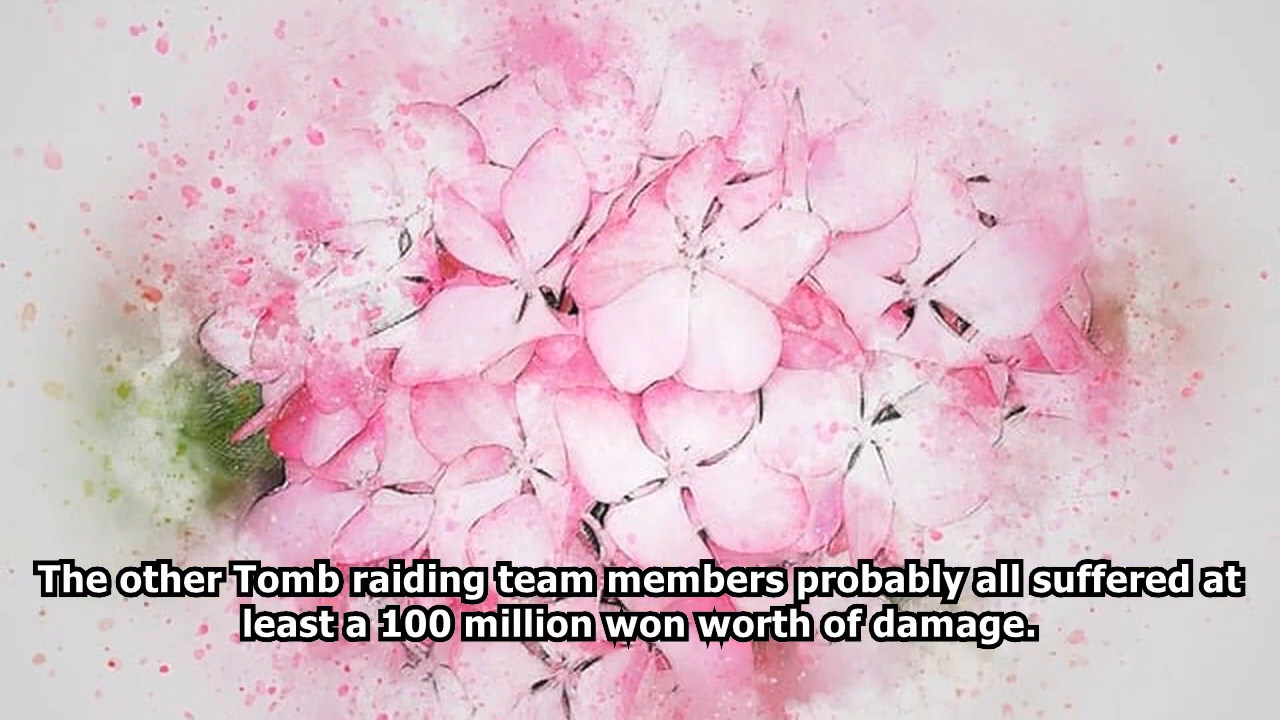 The other Tomb raiding team members probably all suffered at
least a 100 million won worth of damage.